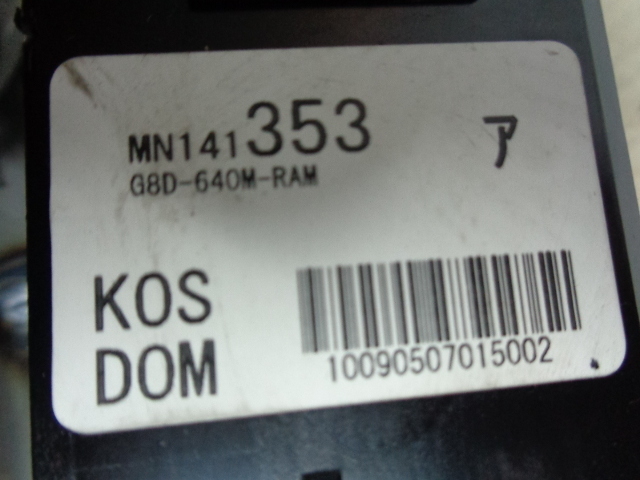 MN141353 ア
G8D-640M-RAM
KOS
DOM
10090507015002